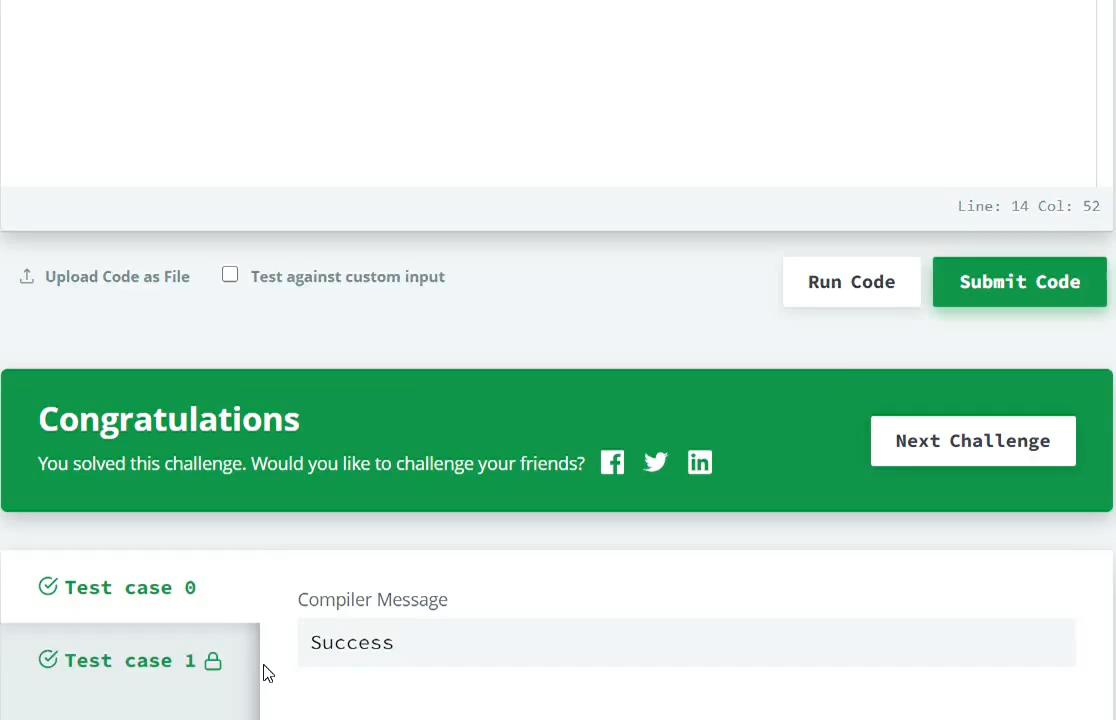 Line: 14 Col: 52
Upload Code as File
Test against custom input
Run Code
Submit Code
Congratulations
You solved this challenge. Would you like to challenge your friends?
Next Challenge
Test case 0
Compiler Message
Success
Test case 1